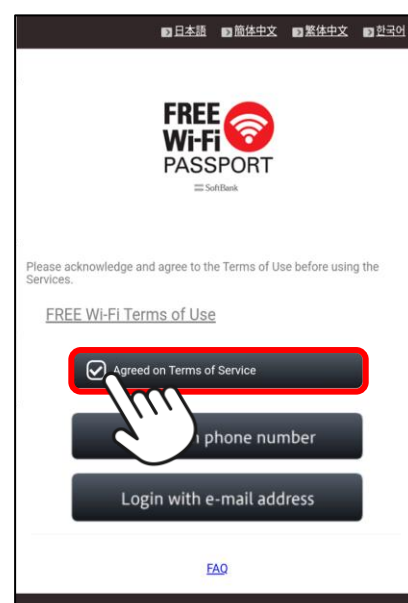 日本語 簡体中文 繁体中文 한국어
FREE
Wi-Fi
PASSPORT
SoftBank
Please acknowledge and agree to the Terms of Use before using the
Services.
FREE Wi-Fi Terms of Use
Agreed on Terms of Service
phone number
Login with e-mail address
FAQ